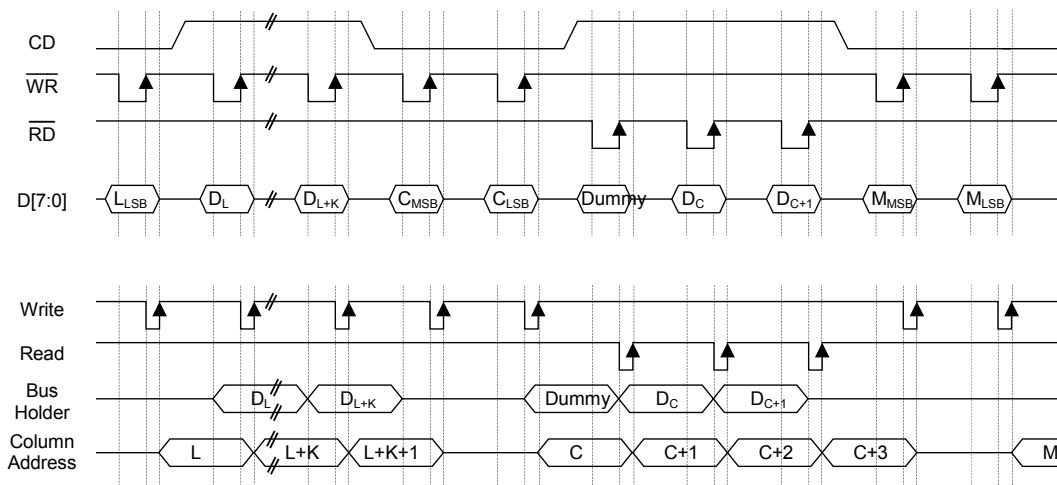 CD
WR
RD
D[7:0] LLSB DL DL+K CMSB CLSB Dummy DC DC+1 MMSB MLSB
Write
Read
Bus Holder DL DL+K Dummy DC DC+1
Column Address L L+K L+K+1 C C+1 C+2 C+3 M